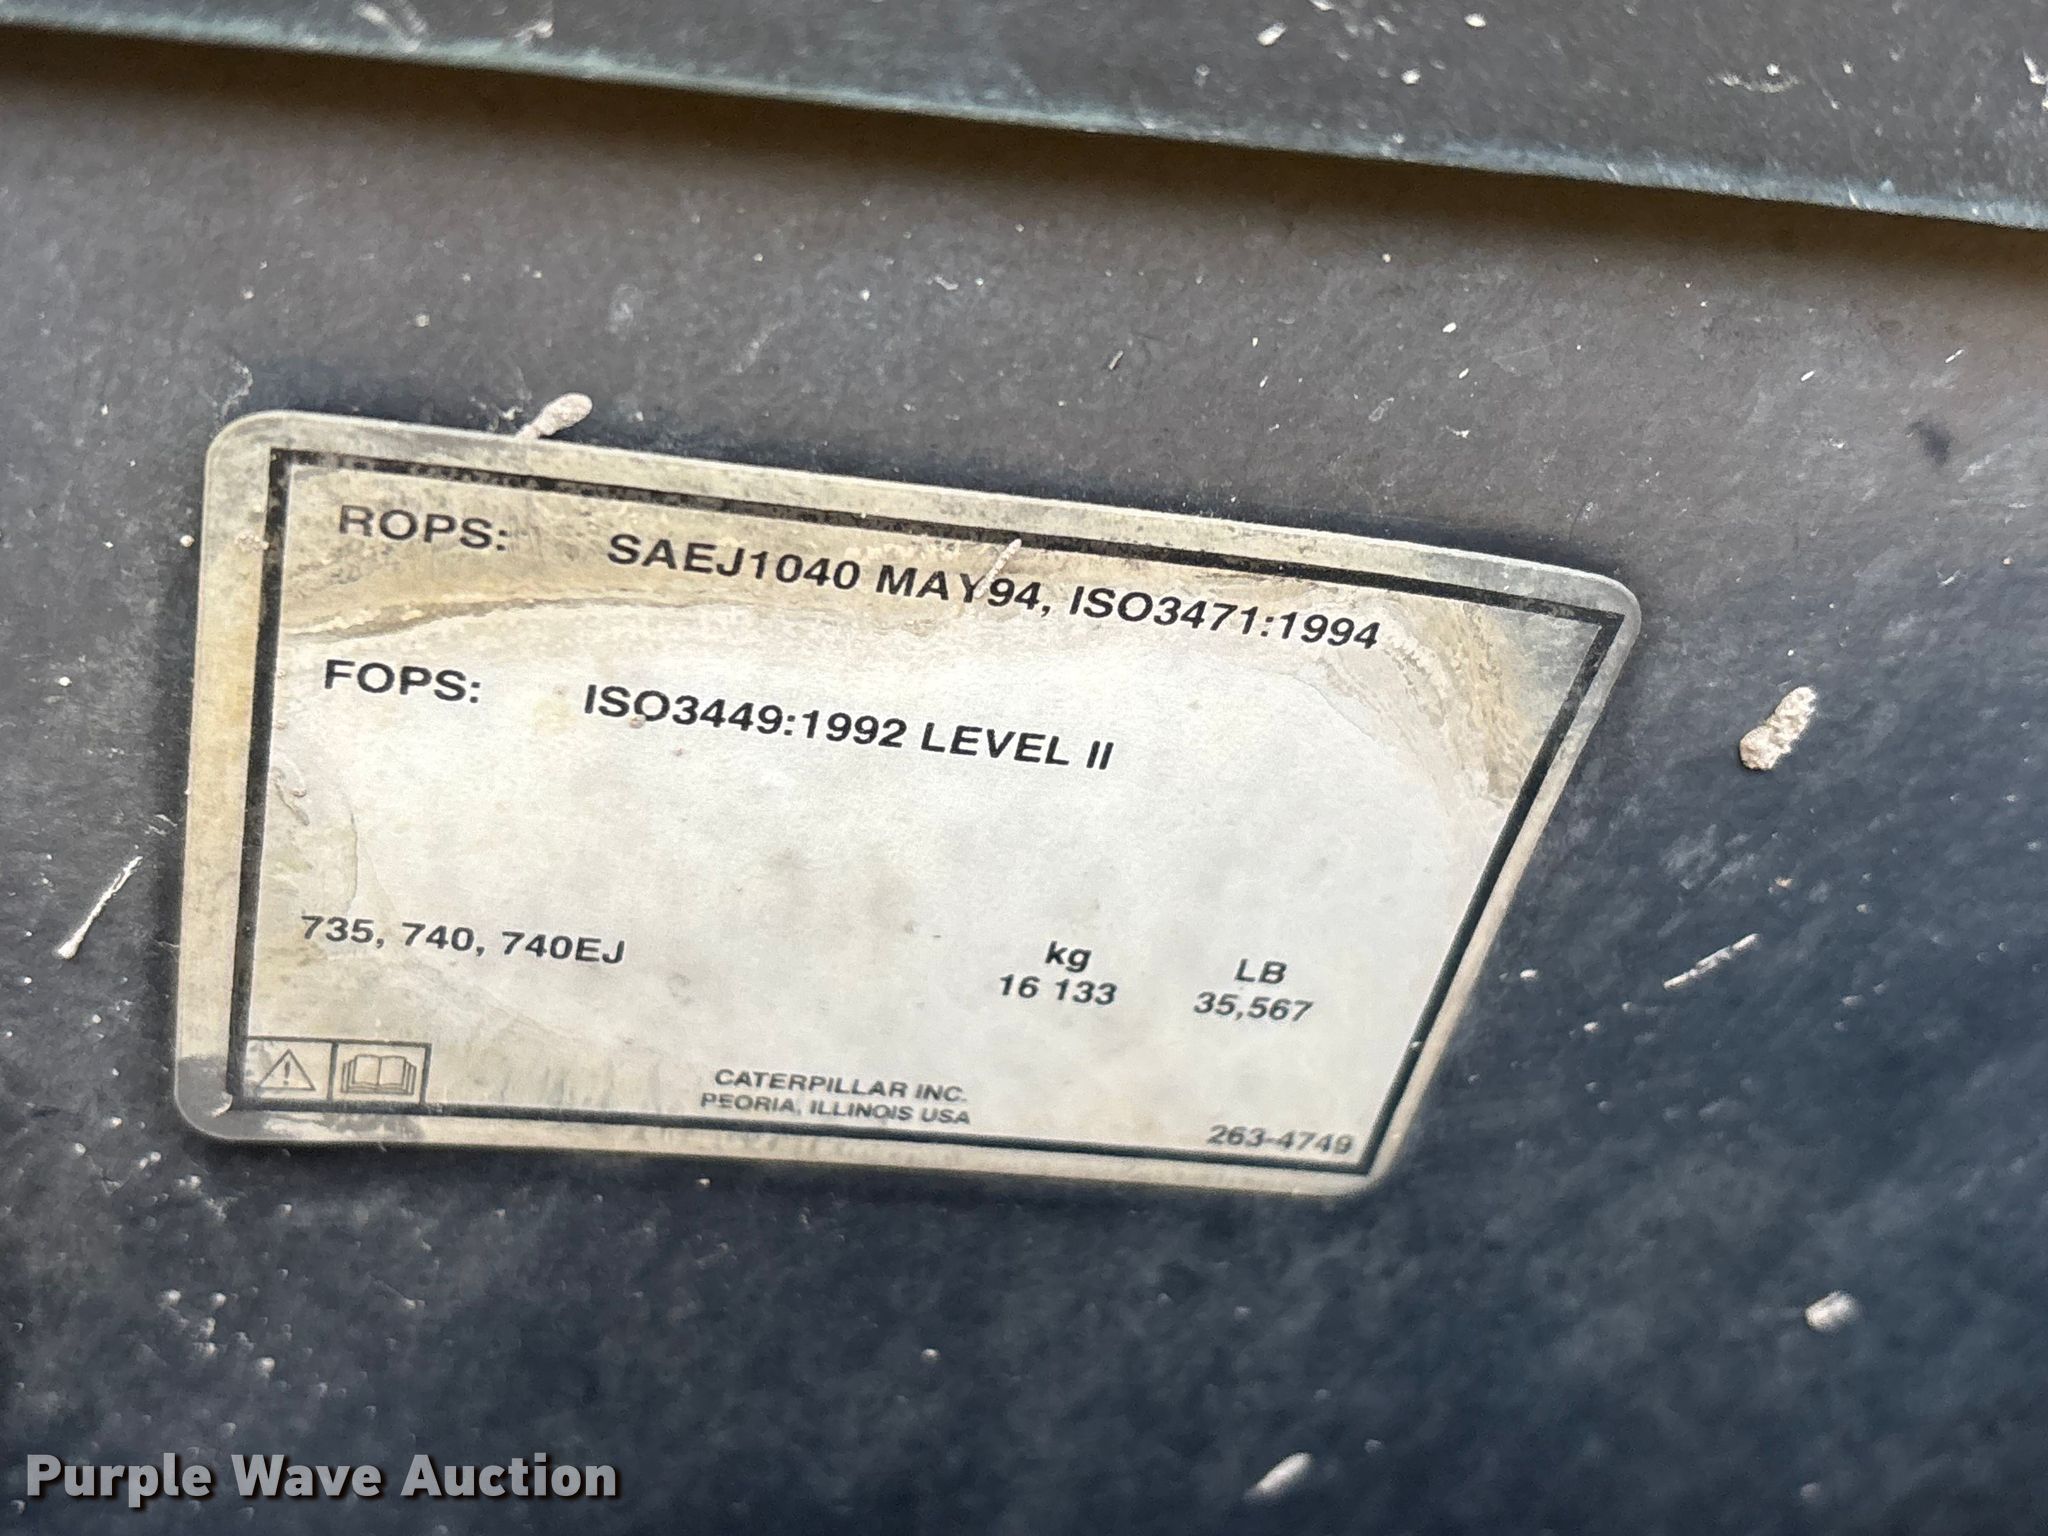 ROPS: SAEJ1040 MAY94, ISO3471:1994
FOPS: ISO3449:1992 LEVEL II
kg LB
735, 740, 740EJ 16 133 35,567
CATERPILLAR INC.
PEORIA, ILLINOIS USA
263-4749
Purple Wave Auction